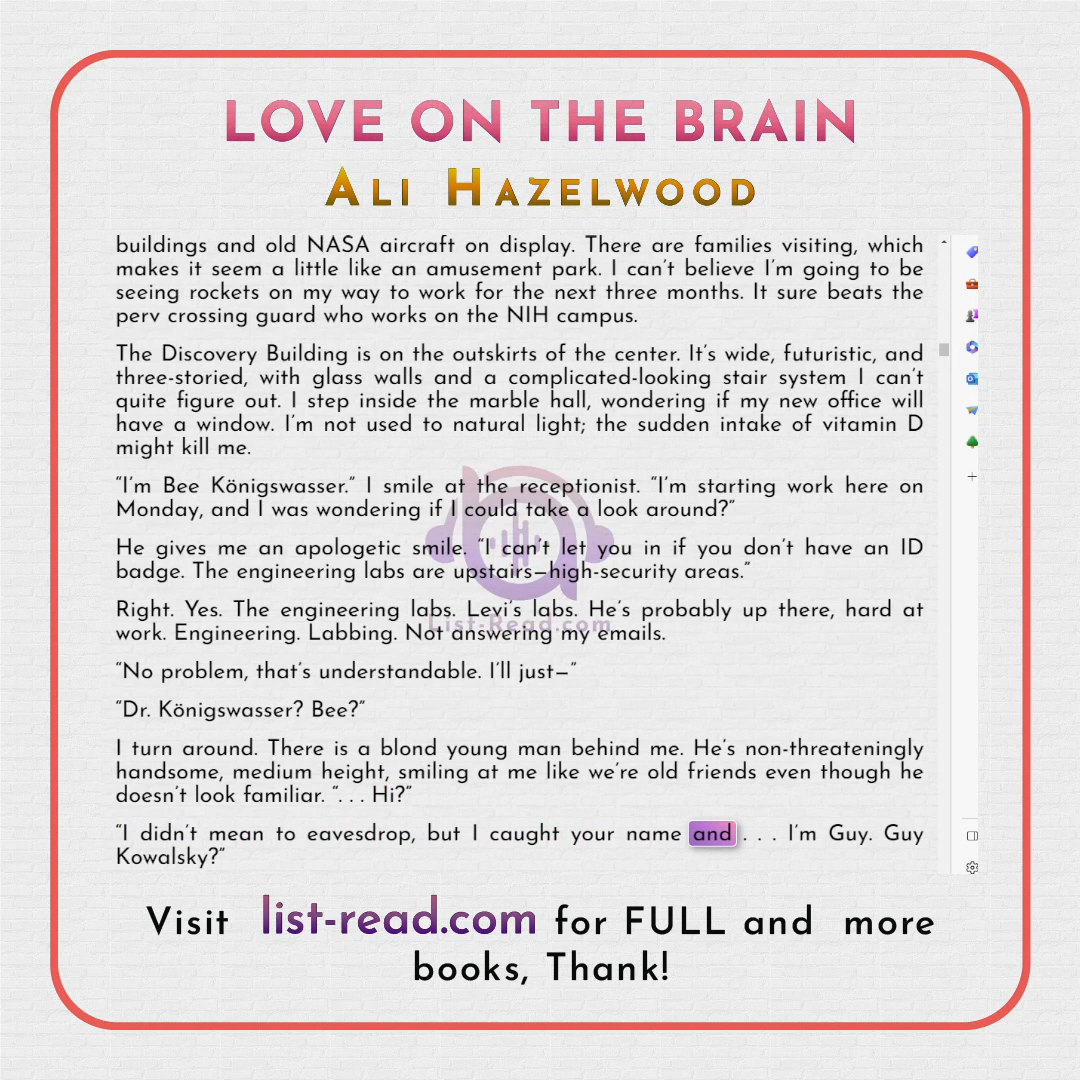 LOVE ON THE BRAIN
ALI HAZELWOOD
buildings and old NASA aircraft on display. There are families visiting, which
makes it seem a little like an amusement park. I can't believe I'm going to be
seeing rockets on my way to work for the next three months. It sure beats the
perv crossing guard who works on the NIH campus.
The Discovery Building is on the outskirts of the center. It's wide, futuristic, and
three-storied, with glass walls and a complicated-looking stair system I can't
quite figure out. I step inside the marble hall, wondering if my new office will
have a window. I'm not used to natural light; the sudden intake of vitamin D
might kill me.
“I'm Bee Königswasser.” I smile at the receptionist. “I'm starting work here on
Monday, and I was wondering if I could take a look around?”
He gives me an apologetic smile. “I can't let you in if you don't have an ID
badge. The engineering labs are upstairs—high-security areas.”
Right. Yes. The engineering labs. Levi's labs. He's probably up there, hard at
work. Engineering. Labbing. Not answering my emails.
List-Read.com
“No problem, that's understandable. I'll just—”
“Dr. Königswasser? Bee?”
I turn around. There is a blond young man behind me. He's non-threateningly
handsome, medium height, smiling at me like we're old friends even though he
doesn't look familiar. “. . . Hi?”
“I didn't mean to eavesdrop, but I caught your name and . . . I'm Guy. Guy
Kowalsky?”
Visit list-read.com for FULL and more
books, Thank!